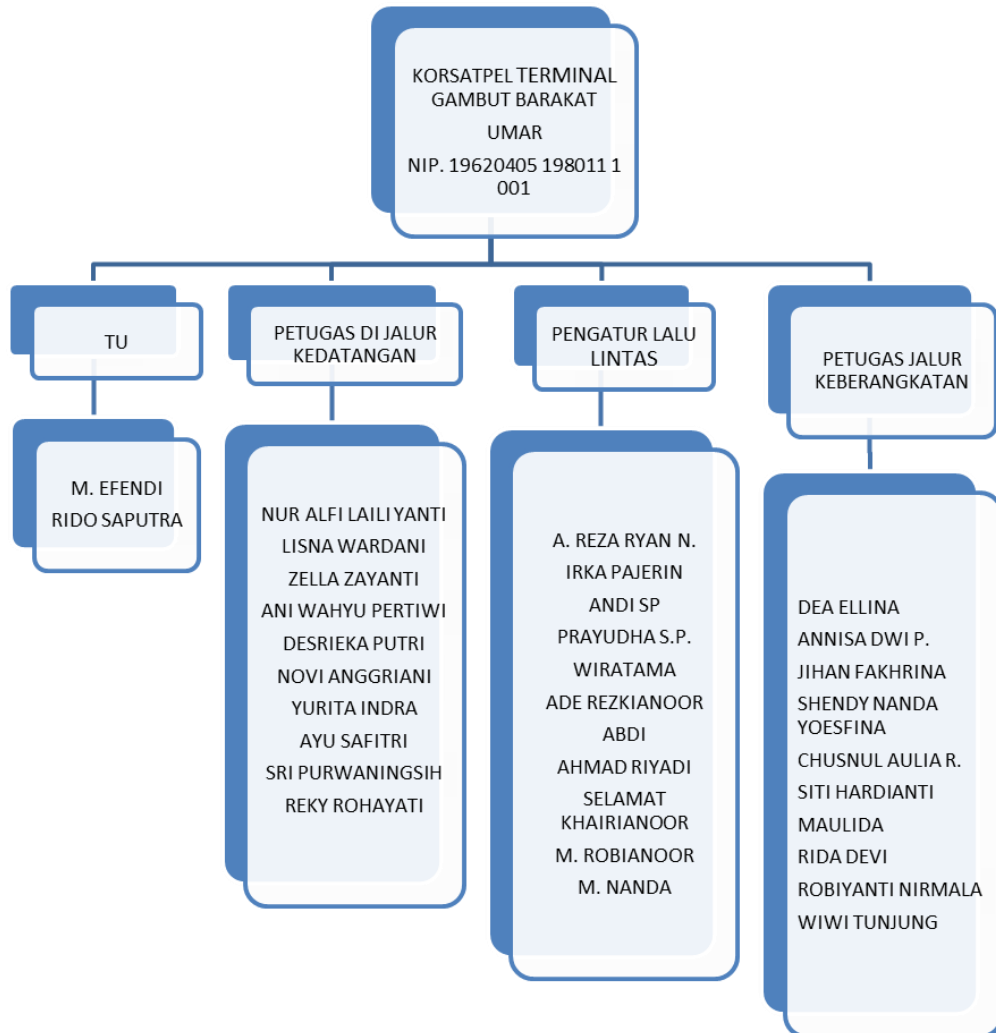 KORSATPEL TERMINAL
GAMBUT BARAKAT
UMAR
NIP. 19620405 198011 1
001
TU
PETUGAS DI JALUR
KEDATANGAN
PENGATUR LALU
LINTAS
PETUGAS JALUR
KEBERANGKATAN
M. EFENDI
RIDO SAPUTRA
NUR ALFI LAILI YANTI
LISNA WARDANI
ZELLA ZAYANTI
ANI WAHYU PERTIWI
DESRIEKA PUTRI
NOVI ANGGRIANI
YURITA INDRA
AYU SAFITRI
SRI PURWANINGSIH
REKY ROHAYATI
A. REZA RYAN N.
IRKA PAJERIN
ANDI SP
PRAYUDHA S.P.
WIRATAMA
ADE REZKIANOOR
ABDI
AHMAD RIYADI
SELAMAT
KHAIRIANOOR
M. ROBIANOOR
M. NANDA
DEA ELLINA
ANNISA DWI P.
JIHAN FAKHRINA
SHENDY NANDA
YOESFINA
CHUSNUL AULIA R.
SITI HARDIANTI
MAULIDA
RIDA DEVI
ROBIYANTI NIRMALA
WIWI TUNJUNG